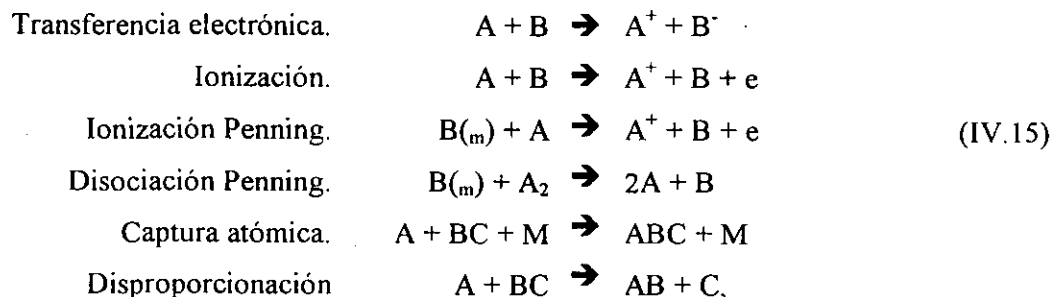 Transferencia electrónica. A + B ➔ A⁺ + B⁻
Ionización. A + B ➔ A⁺ + B + e
Ionización Penning. B(ₘ) + A ➔ A⁺ + B + e (IV.15)
Disociación Penning. B(ₘ) + A₂ ➔ 2A + B
Captura atómica. A + BC + M ➔ ABC + M
Disproporcionación A + BC ➔ AB + C,